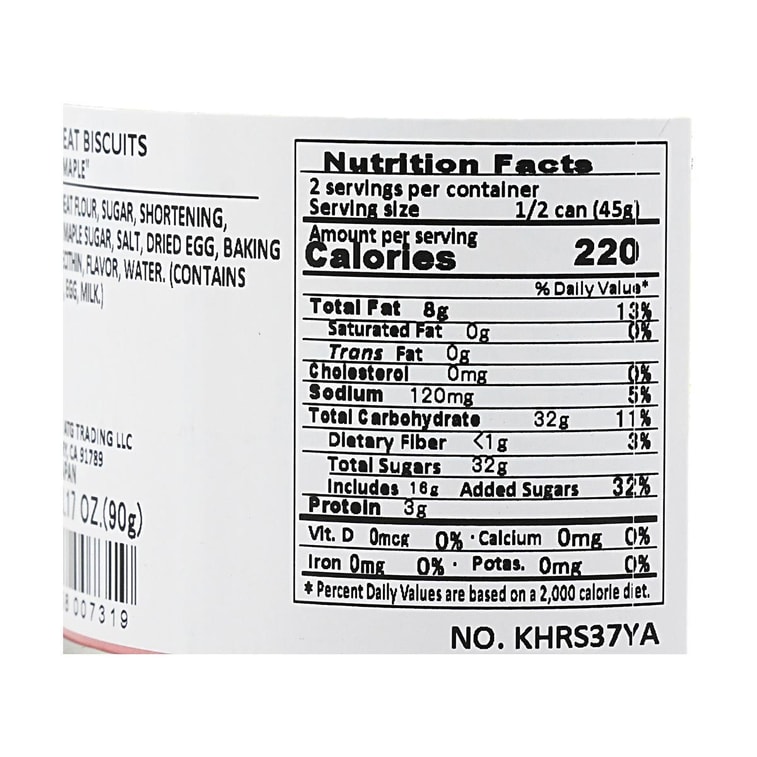 EAT BISCUITS
MAPLE"
EAT FLOUR, SUGAR, SHORTENING,
MAPLE SUGAR, SALT, DRIED EGG, BAKING
ECITHIN, FLAVOR, WATER. (CONTAINS
EGG, MILK.)
TRADING LLC
CA 91789
PAN
.17 OZ.(90g)
8 007319
Nutrition Facts
2 servings per container
Serving size 1/2 can (45g)
Amount per serving
Calories 220
% Daily Value*
Total Fat 8g 13%
Saturated Fat 0g 0%
Trans Fat 0g
Cholesterol 0mg 0%
Sodium 120mg 5%
Total Carbohydrate 32g 11%
Dietary Fiber <1g 3%
Total Sugars 32g
Includes 16g Added Sugars 32%
Protein 3g
Vit. D 0mcg 0% · Calcium 0mg 0%
Iron 0mg 0% · Potas. 0mg 0%
* Percent Daily Values are based on a 2,000 calorie diet.
NO. KHRS37YA